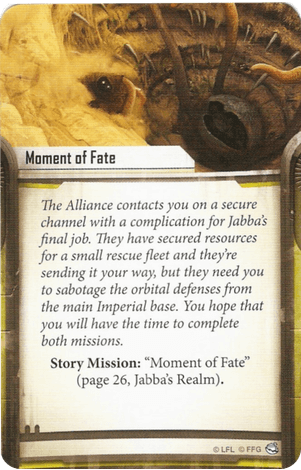 Moment of Fate
The Alliance contacts you on a secure
channel with a complication for Jabba's
final job. They have secured resources
for a small rescue fleet and they're
sending it your way, but they need you
to sabotage the orbital defenses from
the main Imperial base. You hope that
you will have the time to complete
both missions.
Story Mission: “Moment of Fate”
(page 26, Jabba's Realm).
© LFL © FFG